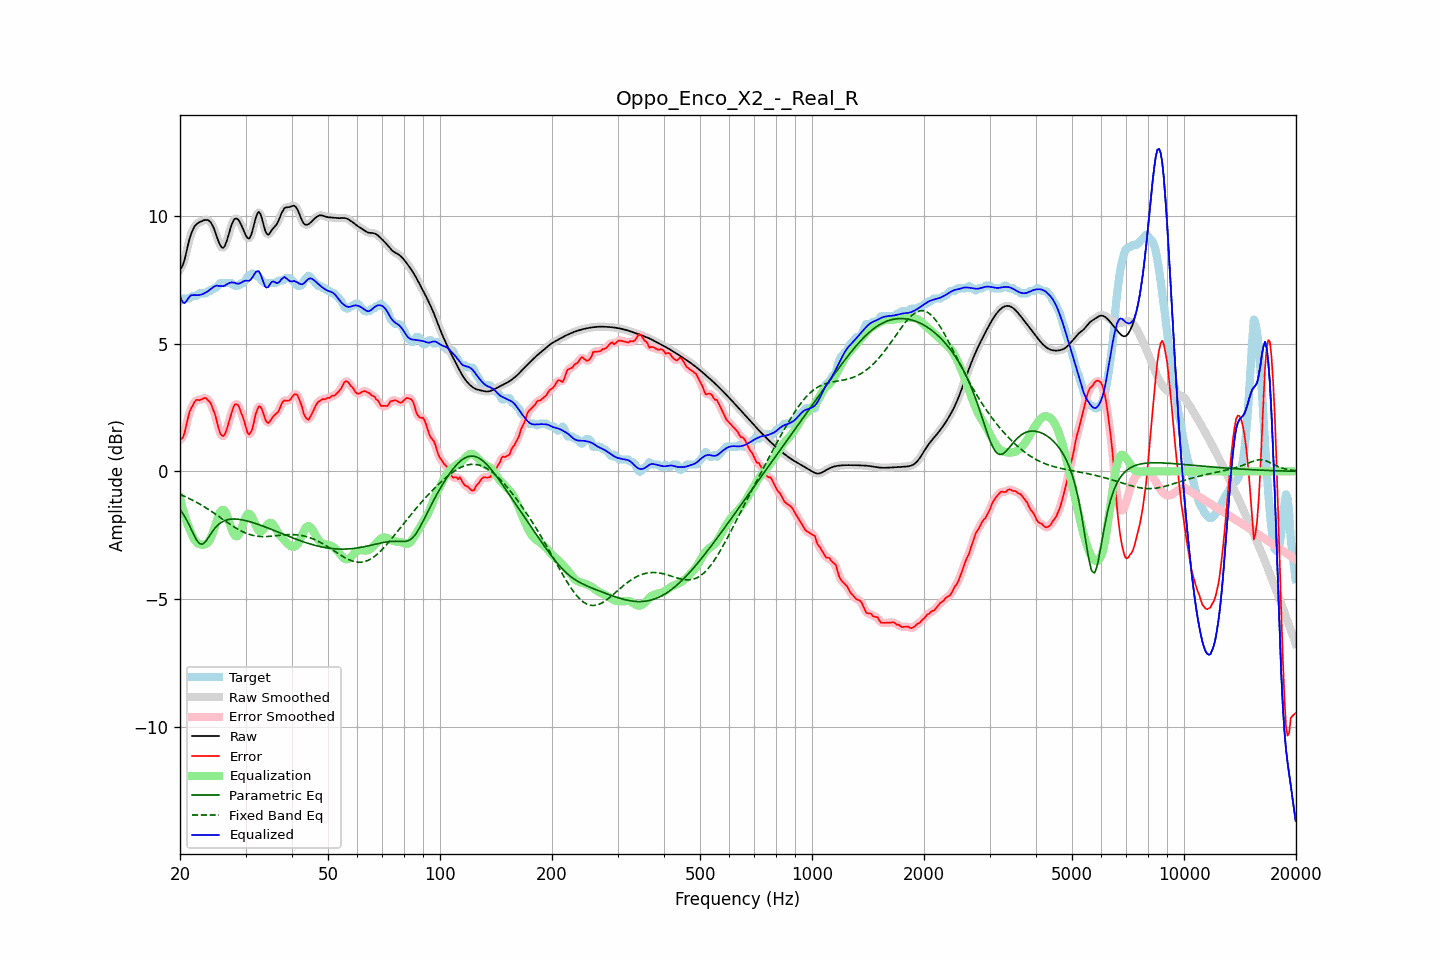 Oppo_Enco_X2_-_Real_R
Amplitude (dBr)
10
5
0
−5
−10
Target
Raw Smoothed
Error Smoothed
Raw
Error
Equalization
Parametric Eq
Fixed Band Eq
Equalized
20 50 100 200 500 1000 2000 5000 10000 20000
Frequency (Hz)